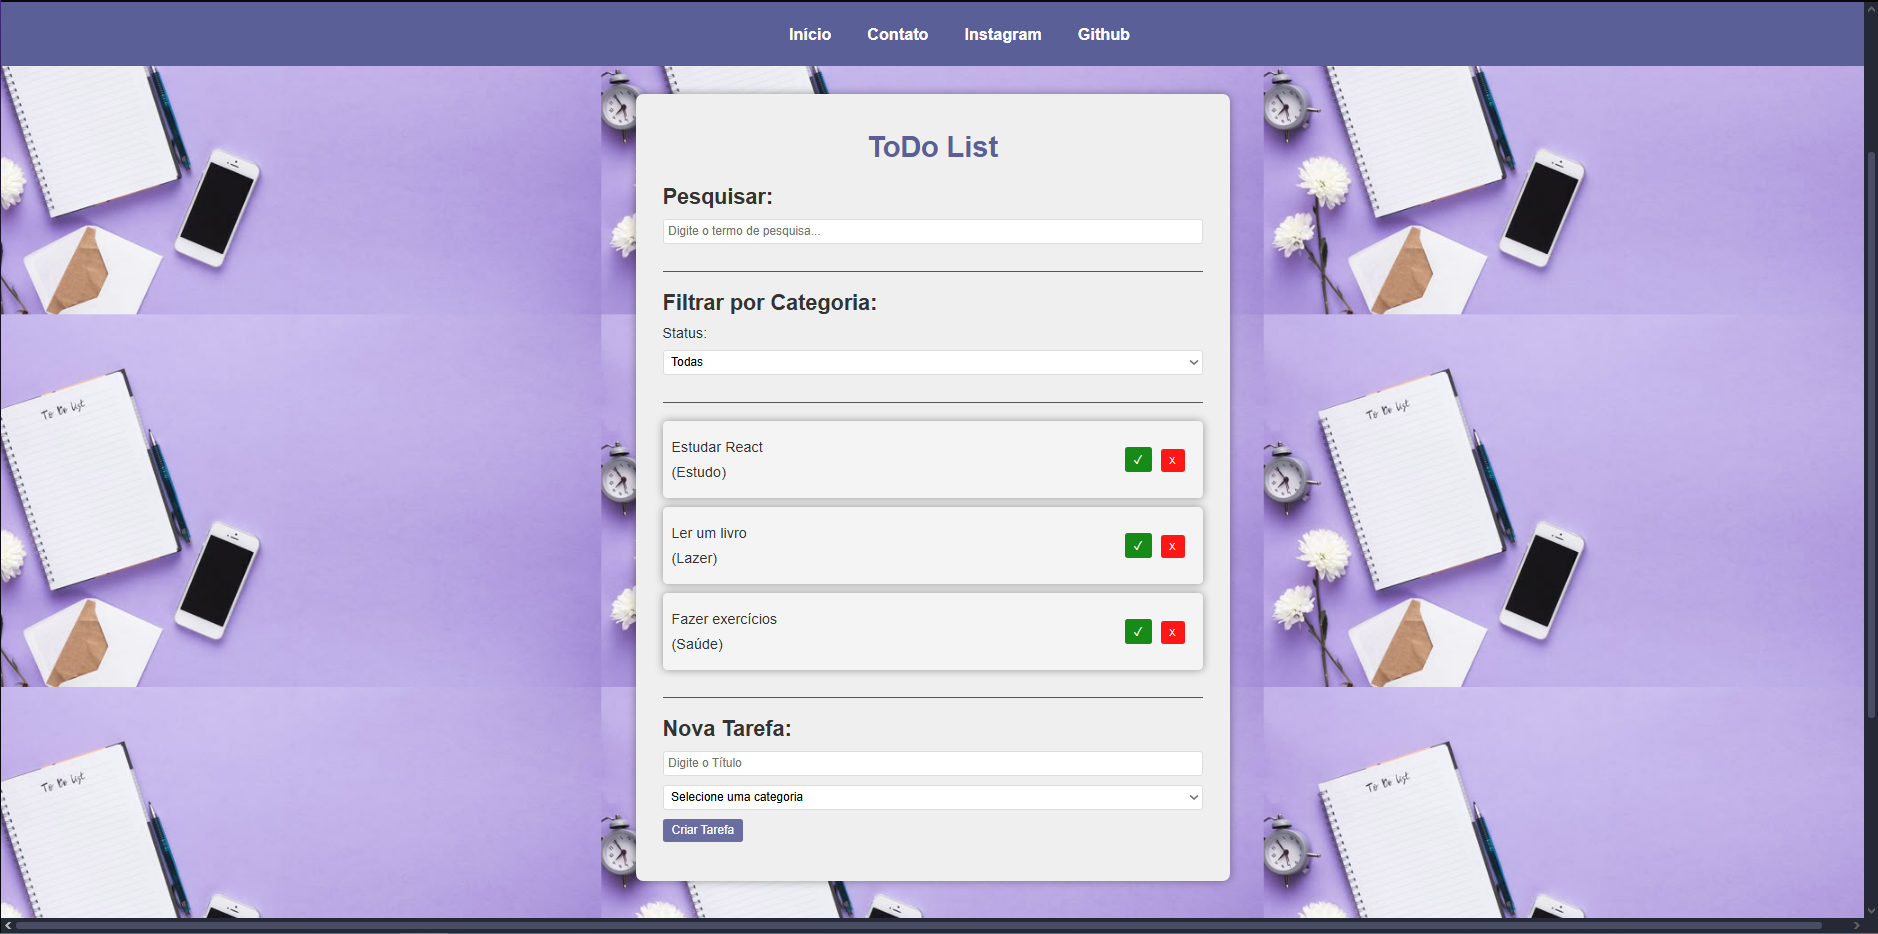 Início Contato Instagram Github
ToDo List
Pesquisar:
Digite o termo de pesquisa...
Filtrar por Categoria:
Status:
Todas
Estudar React
(Estudo)
✓ x
Ler um livro
(Lazer)
✓ x
Fazer exercícios
(Saúde)
✓ x
Nova Tarefa:
Digite o Título
Selecione uma categoria
Criar Tarefa
To Do list
To Do list
To Do list
To Do list